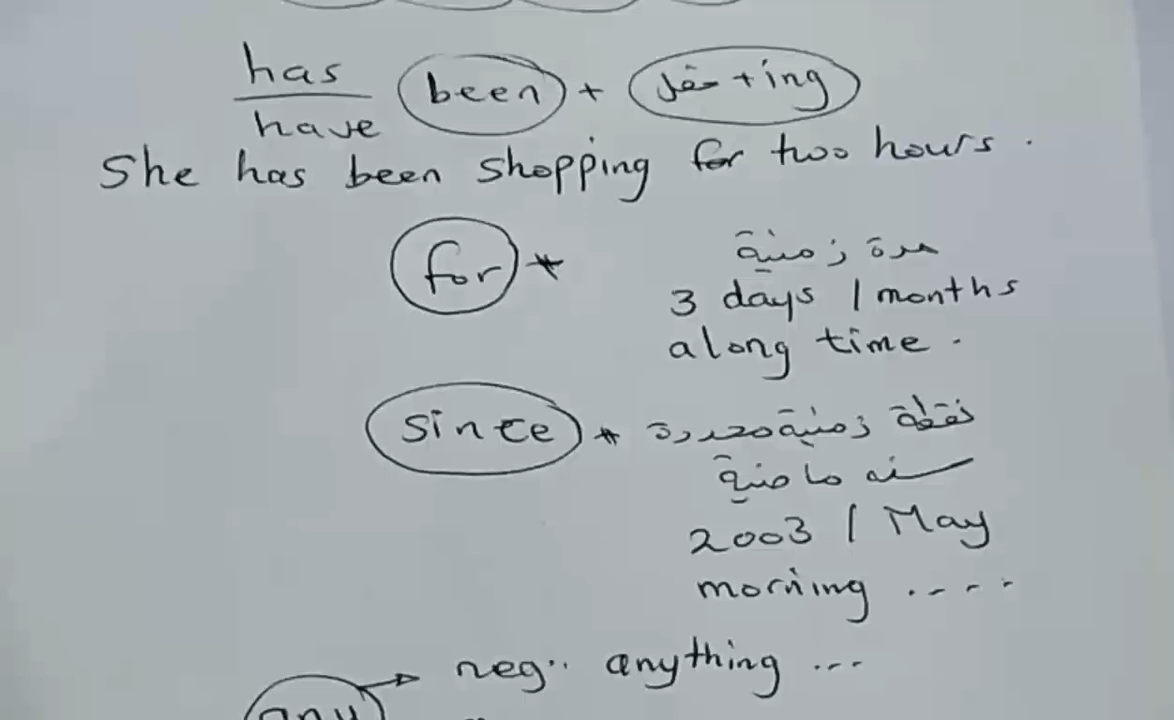 has
have been + فعل + ing
She has been shopping for two hours.
for * مدة زمنية
3 days / months
along time.
since * نقطة زمنية محددة
سنه ماضية
2003 / May
morning ....
any → neg.. anything ...